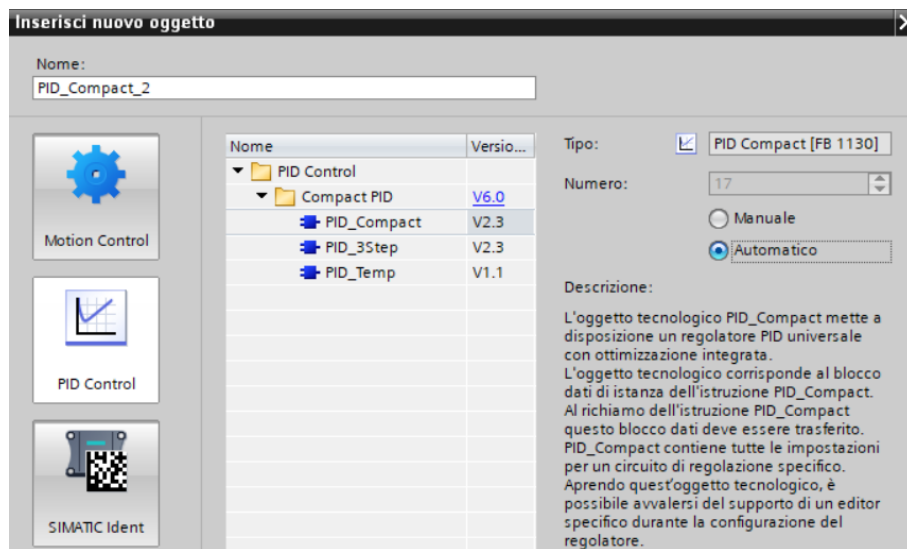 Inserisci nuovo oggetto
Nome:
PID_Compact_2
Motion Control
PID Control
SIMATIC Ident
Nome Versio...
PID Control
Compact PID V6.0
PID_Compact V2.3
PID_3Step V2.3
PID_Temp V1.1
Tipo: PID Compact [FB 1130]
Numero: 17
Manuale
Automatico
Descrizione:
L'oggetto tecnologico PID_Compact mette a
disposizione un regolatore PID universale
con ottimizzazione integrata.
L'oggetto tecnologico corrisponde al blocco
dati di istanza dell'istruzione PID_Compact.
Al richiamo dell'istruzione PID_Compact
questo blocco dati deve essere trasferito.
PID_Compact contiene tutte le impostazioni
per un circuito di regolazione specifico.
Aprendo quest'oggetto tecnologico, è
possibile avvalersi del supporto di un editor
specifico durante la configurazione del
regolatore.